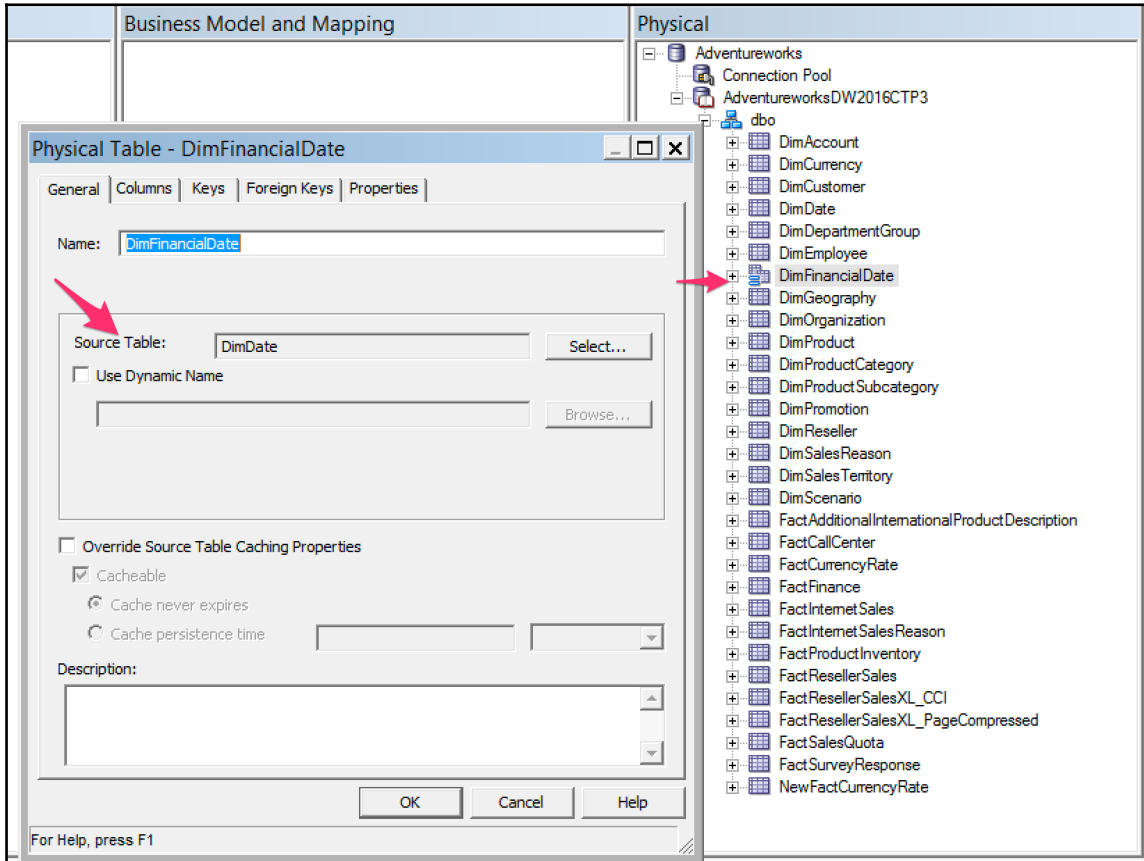 Business Model and Mapping
Physical
Adventureworks
Connection Pool
AdventureworksDW2016CTP3
dbo
DimAccount
DimCurrency
DimCustomer
DimDate
DimDepartmentGroup
DimEmployee
DimFinancialDate
DimGeography
DimOrganization
DimProduct
DimProductCategory
DimProductSubcategory
DimPromotion
DimReseller
DimSalesReason
DimSalesTerritory
DimScenario
FactAdditionalInternationalProductDescription
FactCallCenter
FactCurrencyRate
FactFinance
FactInternetSales
FactInternetSalesReason
FactProductInventory
FactResellerSales
FactResellerSalesXL_CCI
FactResellerSalesXL_PageCompressed
FactSalesQuota
FactSurveyResponse
NewFactCurrencyRate
Physical Table - DimFinancialDate
General Columns Keys Foreign Keys Properties
Name: DimFinancialDate
Source Table: DimDate Select...
Use Dynamic Name
Browse...
Override Source Table Caching Properties
Cacheable
Cache never expires
Cache persistence time
Description:
OK Cancel Help
For Help, press F1